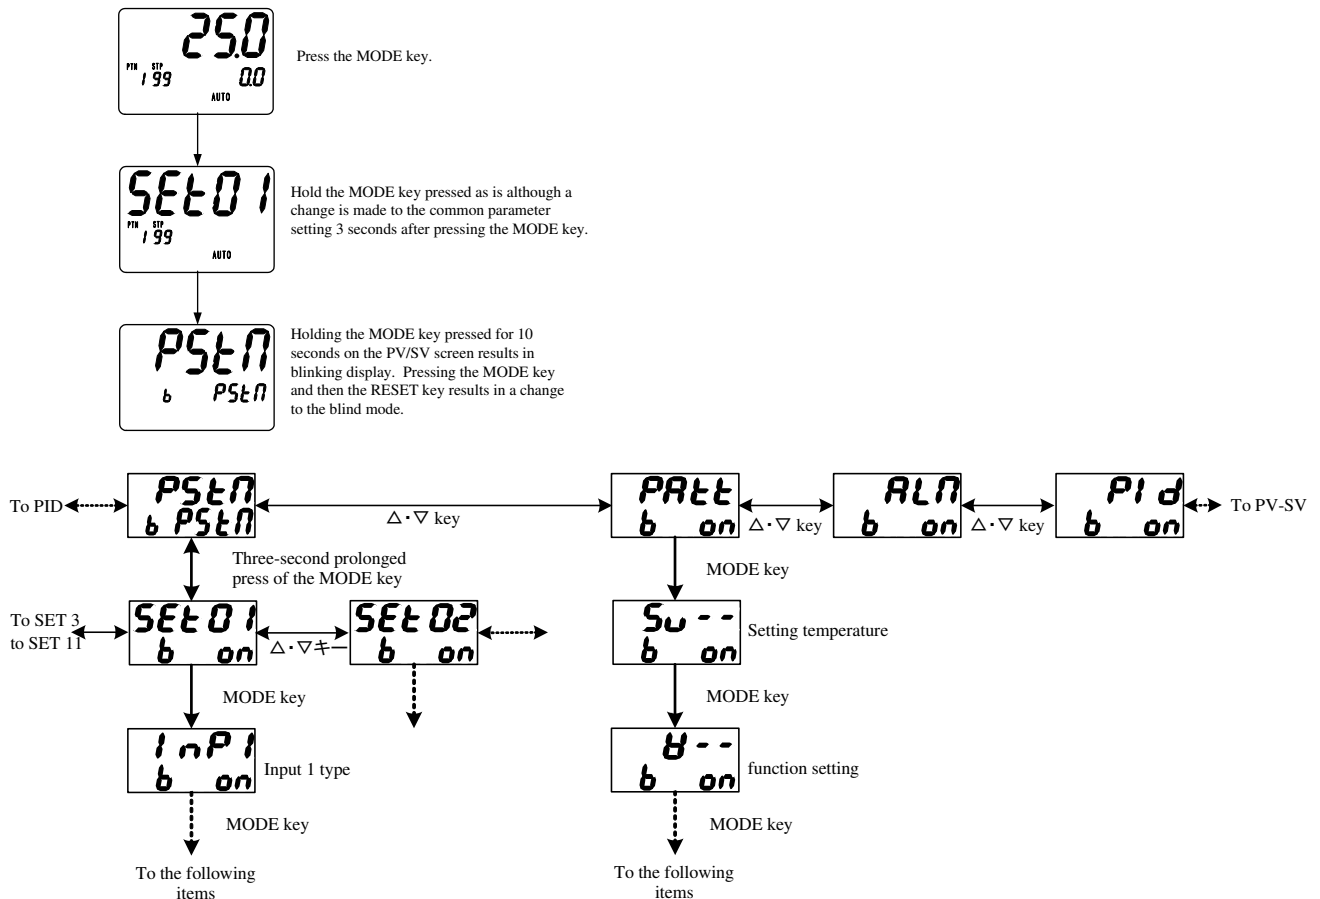 25.0
Press the MODE key.
PTN STP
1 99 0.0
AUTO
SEt01
Hold the MODE key pressed as is although a
change is made to the common parameter
setting 3 seconds after pressing the MODE key.
PTN STP
1 99
AUTO
PStM
b PStM
Holding the MODE key pressed for 10
seconds on the PV/SV screen results in
blinking display. Pressing the MODE key
and then the RESET key results in a change
to the blind mode.
To PID
PStM
b PStM
△・▽ key
PAtt
b on
△・▽ key
ALM
b on
△・▽ key
PI d
b on
To PV-SV
Three-second prolonged
press of the MODE key
MODE key
To SET 3
to SET 11
SEt 01
b on
△・▽キー
SEt 02
b on
Su--
b on
Setting temperature
MODE key
MODE key
InP1
b on
Input 1 type
--
b on
function setting
MODE key
MODE key
To the following
items
To the following
items